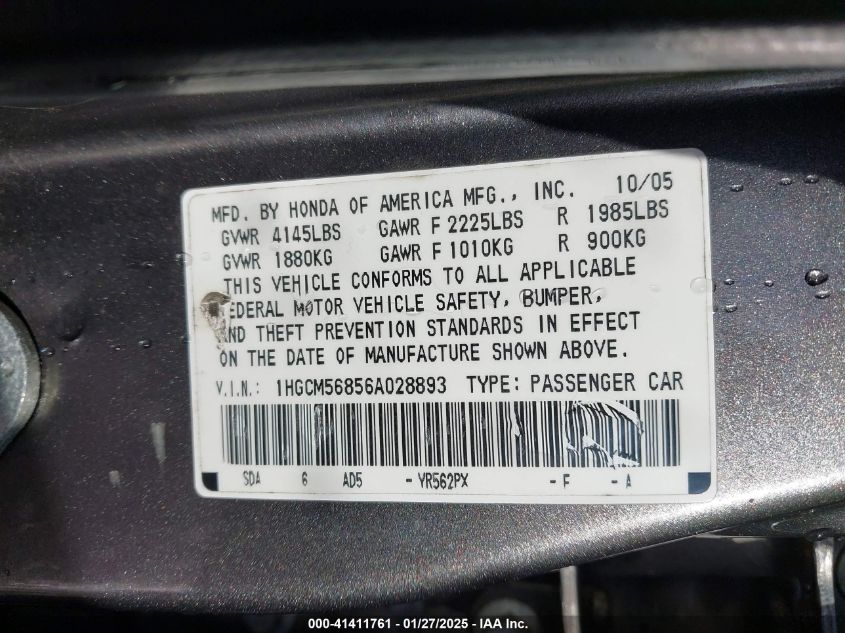 MFD. BY HONDA OF AMERICA MFG., INC. 10/05
GVWR 4145LBS GAWR F 2225LBS R 1985LBS
GVWR 1880KG GAWR F 1010KG R 900KG
THIS VEHICLE CONFORMS TO ALL APPLICABLE
FEDERAL MOTOR VEHICLE SAFETY, BUMPER,
AND THEFT PREVENTION STANDARDS IN EFFECT
ON THE DATE OF MANUFACTURE SHOWN ABOVE.
V.I.N.: 1HGCM56856A028893 TYPE: PASSENGER CAR
SDA 6 AD5 - YR562PX - F - A
000-41411761 - 01/27/2025 - IAA Inc.